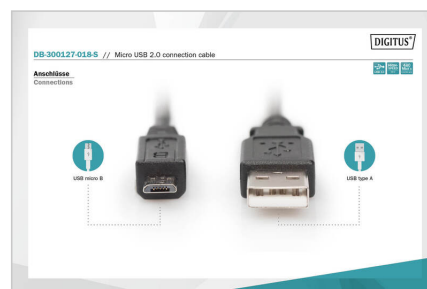 DIGITUS®
DB-300127-018-S // Micro USB 2.0 connection cable
Anschlüsse
Connections
USB micro B
USB type A